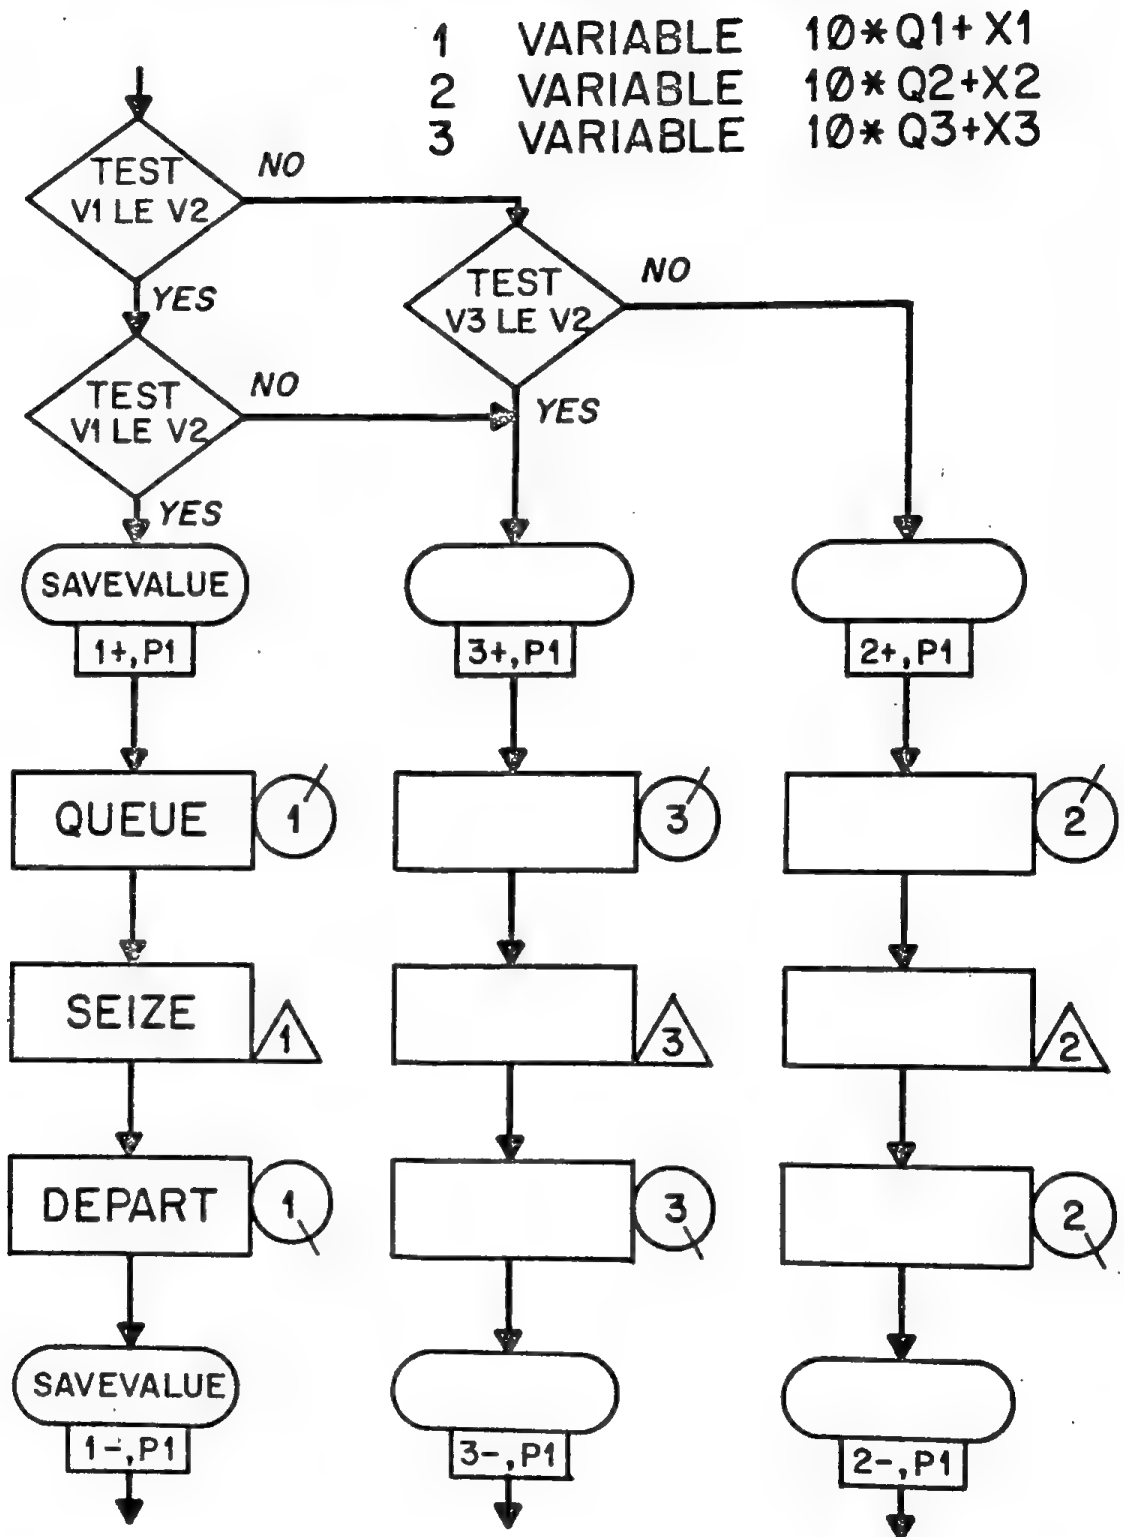 1 VARIABLE 10*Q1+X1
2 VARIABLE 10*Q2+X2
3 VARIABLE 10*Q3+X3
TEST
V1 LE V2
NO
YES
TEST
V3 LE V2
NO
YES
TEST
V1 LE V2
NO
YES
SAVEVALUE
1+,P1
3+,P1
2+,P1
QUEUE
1
3
2
SEIZE
1
3
2
DEPART
1
3
2
SAVEVALUE
1-,P1
3-,P1
2-,P1